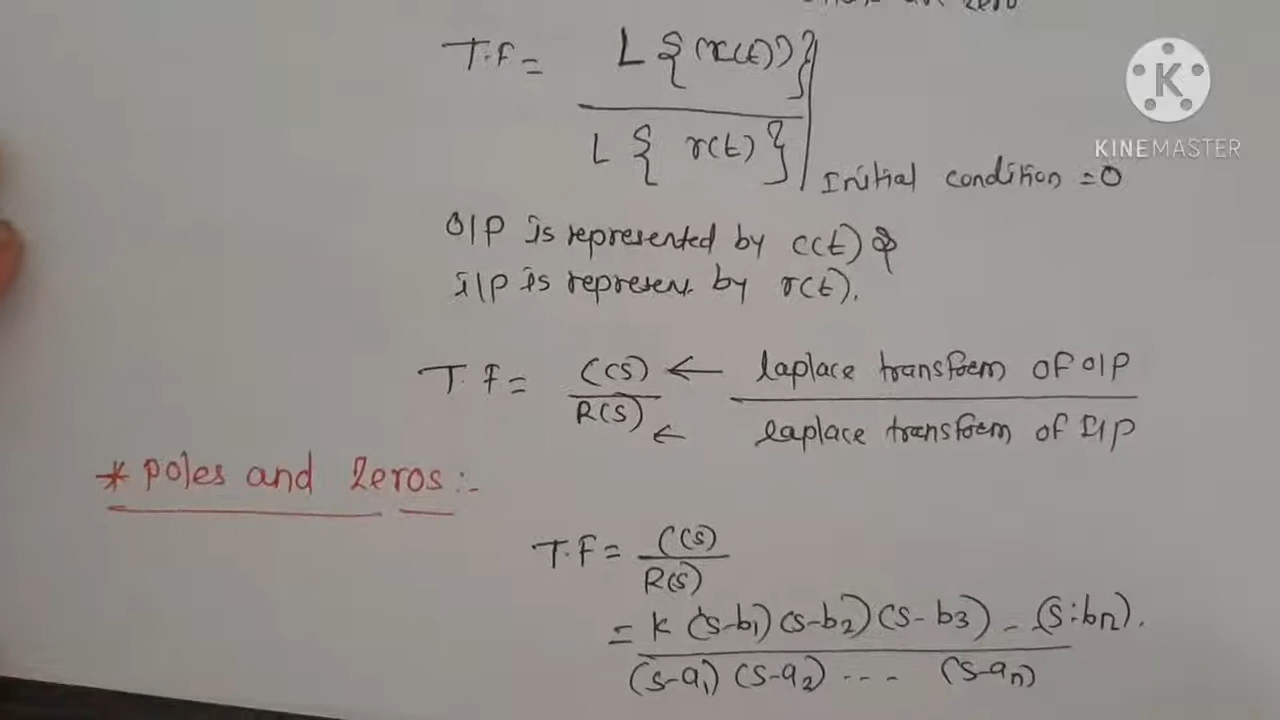 T.F = L{(x(t))}
L{ r(t) } Initial condition = 0
KINEMASTER
O/P is represented by c(t) &
i/p is represent by r(t).
T.F = C(s) ← laplace transform of O/P
R(s) ← laplace transform of I/P
* Poles and Zeros :-
T.F = C(s)
R(s)
= K (s-b1) (s-b2) (s-b3) - (s-bn).
(s-a1) (s-a2) ... (s-an)